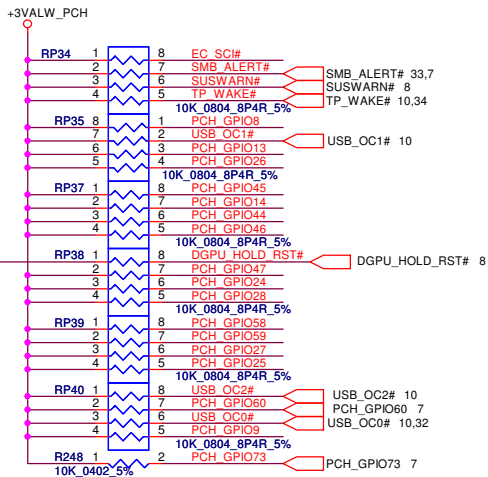 +3VALW_PCH
RP34 1 8 EC_SCI#
2 7 SMB_ALERT# SMB_ALERT# 33,7
3 6 SUSWARN# SUSWARN# 8
4 5 TP_WAKE# TP_WAKE# 10,34
10K_0804_8P4R_5%
RP35 8 1 PCH_GPIO8
7 2 USB_OC1# USB_OC1# 10
6 3 PCH_GPIO13
5 4 PCH_GPIO26
10K_0804_8P4R_5%
RP37 1 8 PCH_GPIO45
2 7 PCH_GPIO14
3 6 PCH_GPIO44
4 5 PCH_GPIO46
10K_0804_8P4R_5%
RP38 1 8 DGPU_HOLD_RST# DGPU_HOLD_RST# 8
2 7 PCH_GPIO47
3 6 PCH_GPIO24
4 5 PCH_GPIO28
10K_0804_8P4R_5%
RP39 1 8 PCH_GPIO58
2 7 PCH_GPIO59
3 6 PCH_GPIO27
4 5 PCH_GPIO25
10K_0804_8P4R_5%
RP40 1 8 USB_OC2# USB_OC2# 10
2 7 PCH_GPIO60 PCH_GPIO60 7
3 6 USB_OC0# USB_OC0# 10,32
4 5 PCH_GPIO9
10K_0804_8P4R_5%
R248 1 2 PCH_GPIO73 PCH_GPIO73 7
10K_0402_5%